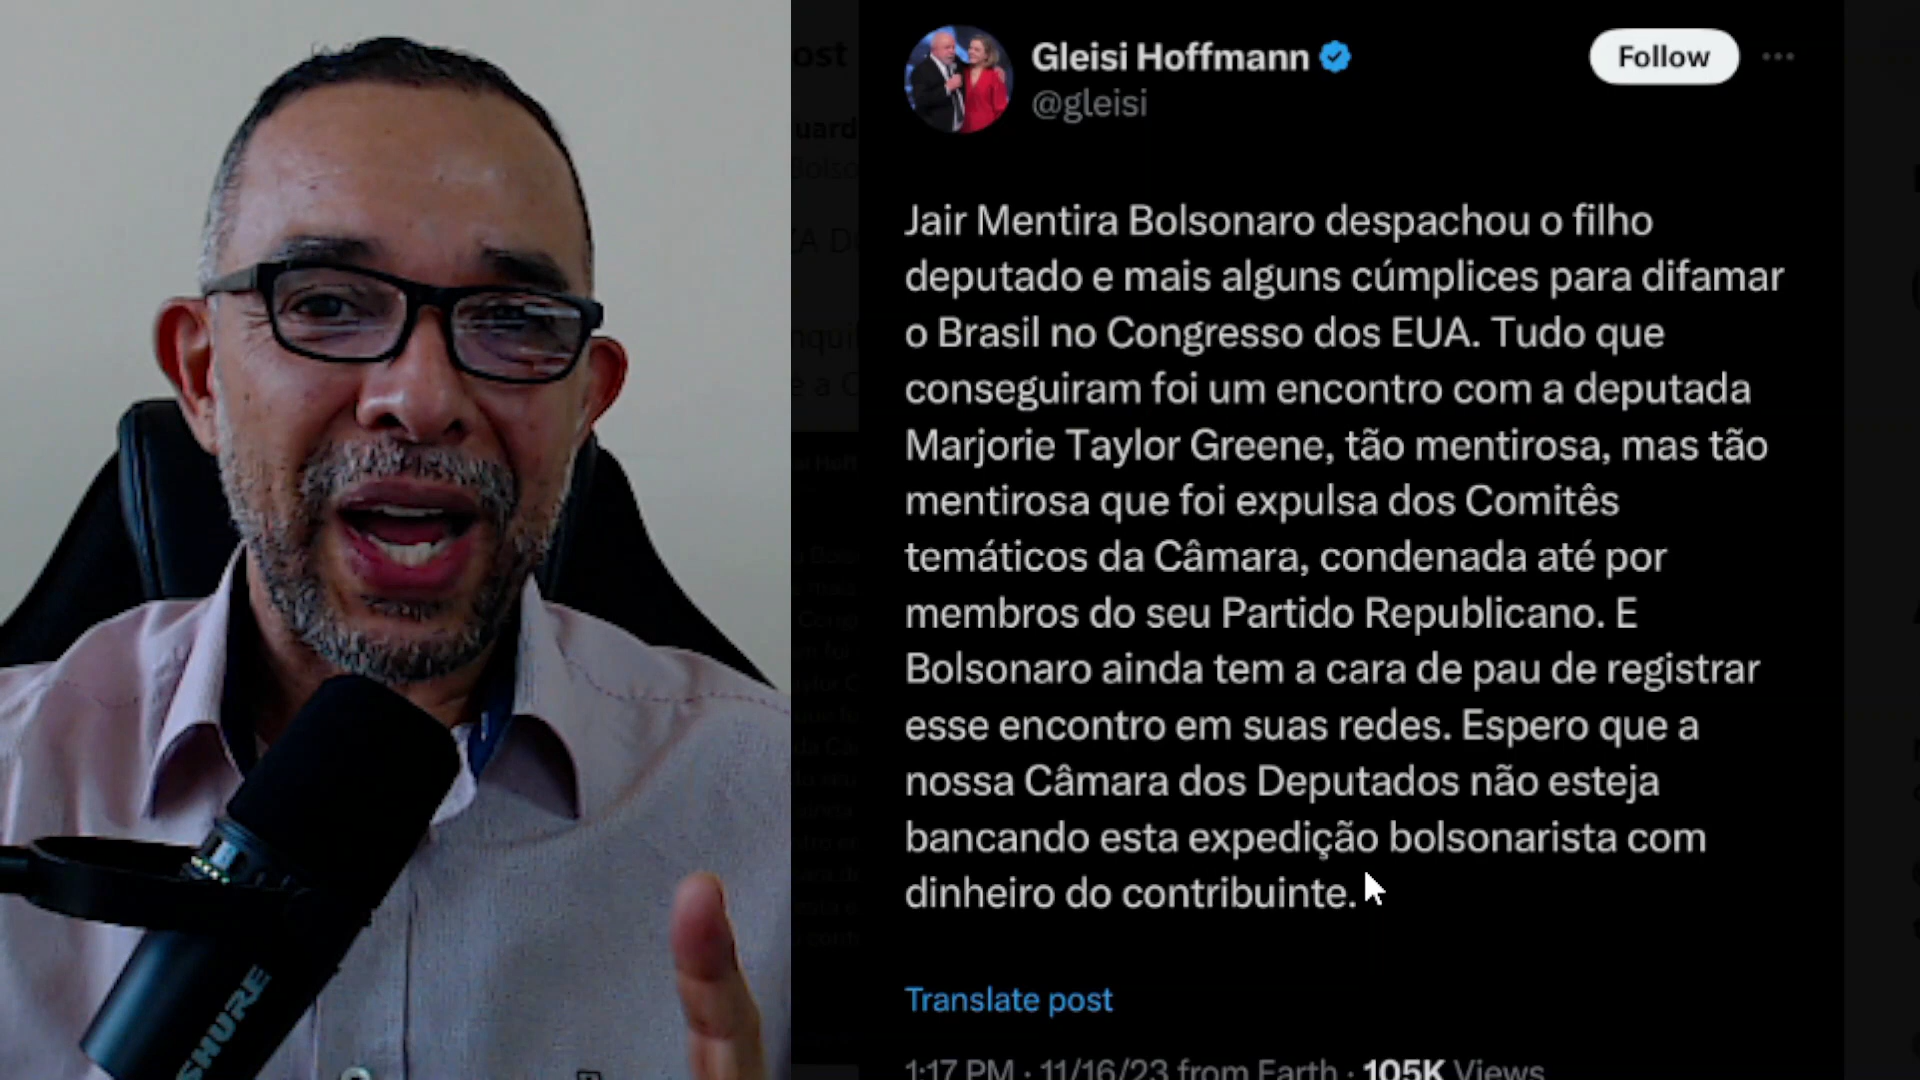 Gleisi Hoffmann
@gleisi
Follow
Jair Mentira Bolsonaro despachou o filho
deputado e mais alguns cúmplices para difamar
o Brasil no Congresso dos EUA. Tudo que
conseguiram foi um encontro com a deputada
Marjorie Taylor Greene, tão mentirosa, mas tão
mentirosa que foi expulsa dos Comitês
temáticos da Câmara, condenada até por
membros do seu Partido Republicano. E
Bolsonaro ainda tem a cara de pau de registrar
esse encontro em suas redes. Espero que a
nossa Câmara dos Deputados não esteja
bancando esta expedição bolsonarista com
dinheiro do contribuinte.
Translate post
1:17 PM · 11/16/23 from Earth · 105K Views
SHURE
ost